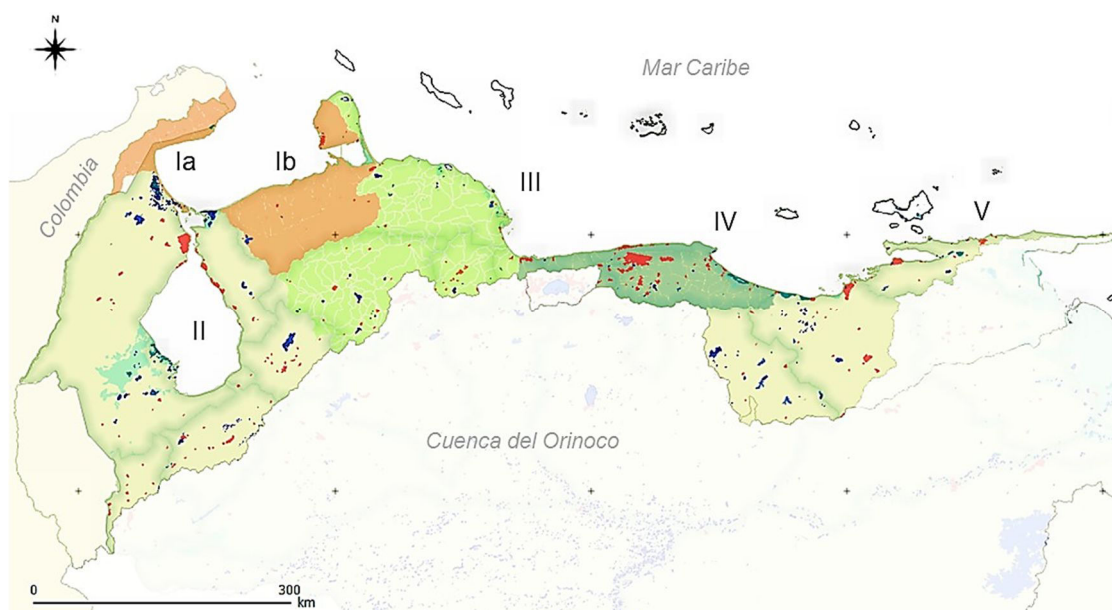 N
Mar Caribe
Ia
Ib
III
Colombia
IV
V
II
Cuenca del Orinoco
0
300
km